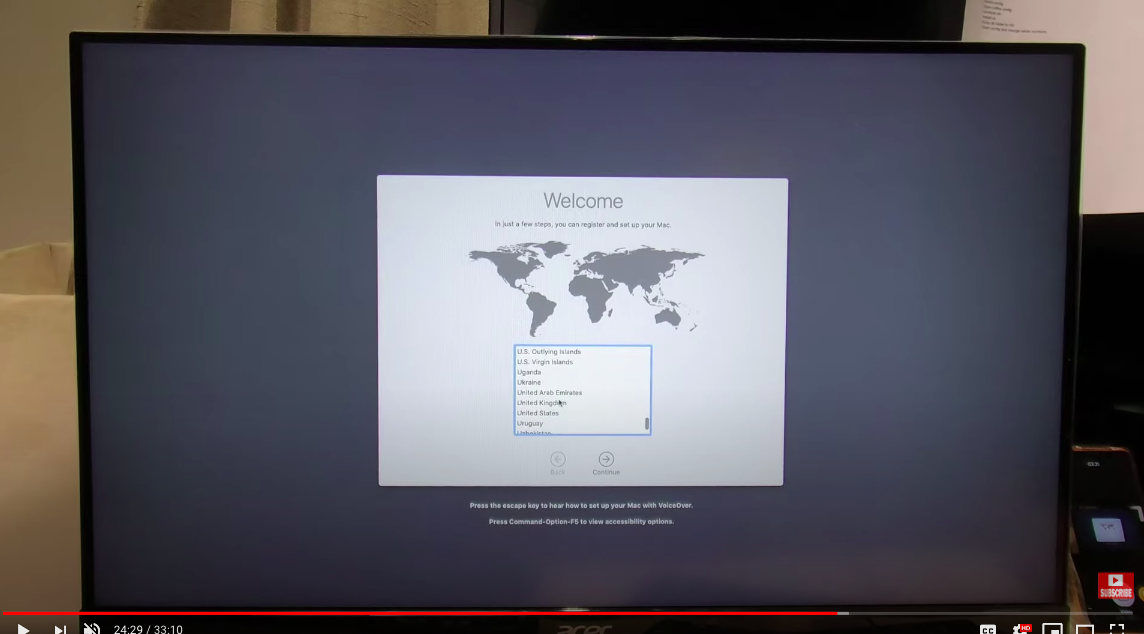 Welcome
In just a few steps, you can register and set up your Mac.
U.S. Outlying Islands
U.S. Virgin Islands
Uganda
Ukraine
United Arab Emirates
United Kingdom
United States
Uruguay
Uzbekistan
Back
Continue
Press the escape key to hear how to set up your Mac with VoiceOver.
Press Command-Option-F5 to view accessibility options.
SUBSCRIBE
acer
24:29 / 33:10
CC
HD